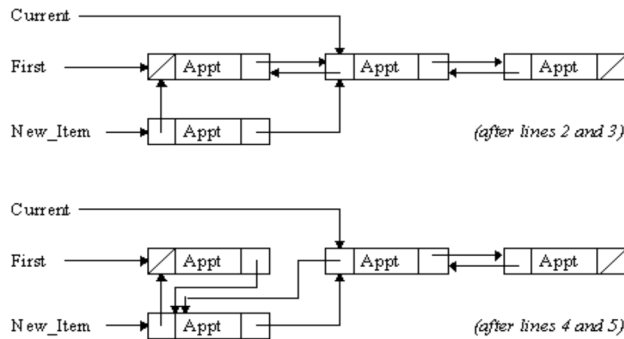 Current
First Appt Appt Appt
New_Item Appt (after lines 2 and 3)
Current
First Appt Appt Appt
New_Item Appt (after lines 4 and 5)